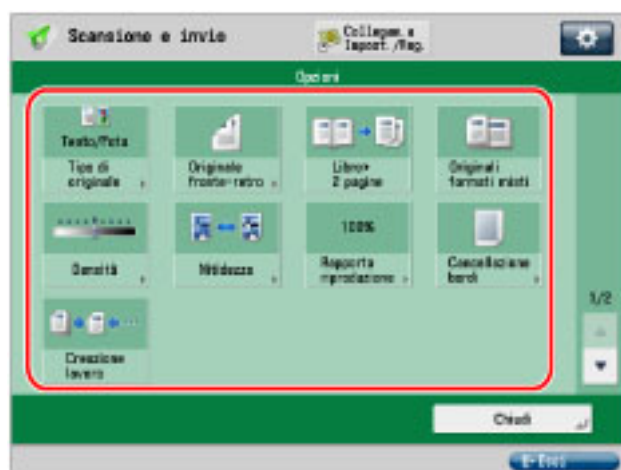 Scansione e invio
Collegam. a
Impost./Reg.
Opzioni
Testo/Foto
Tipo di
originale
Originale
fronte-retro
Libro>
2 pagine
Originali
formati misti
Densità
Nitidezza
100%
Rapporto
riproduzione
Cancellazione
bordi
Creazione
lavoro
1/2
Chiudi